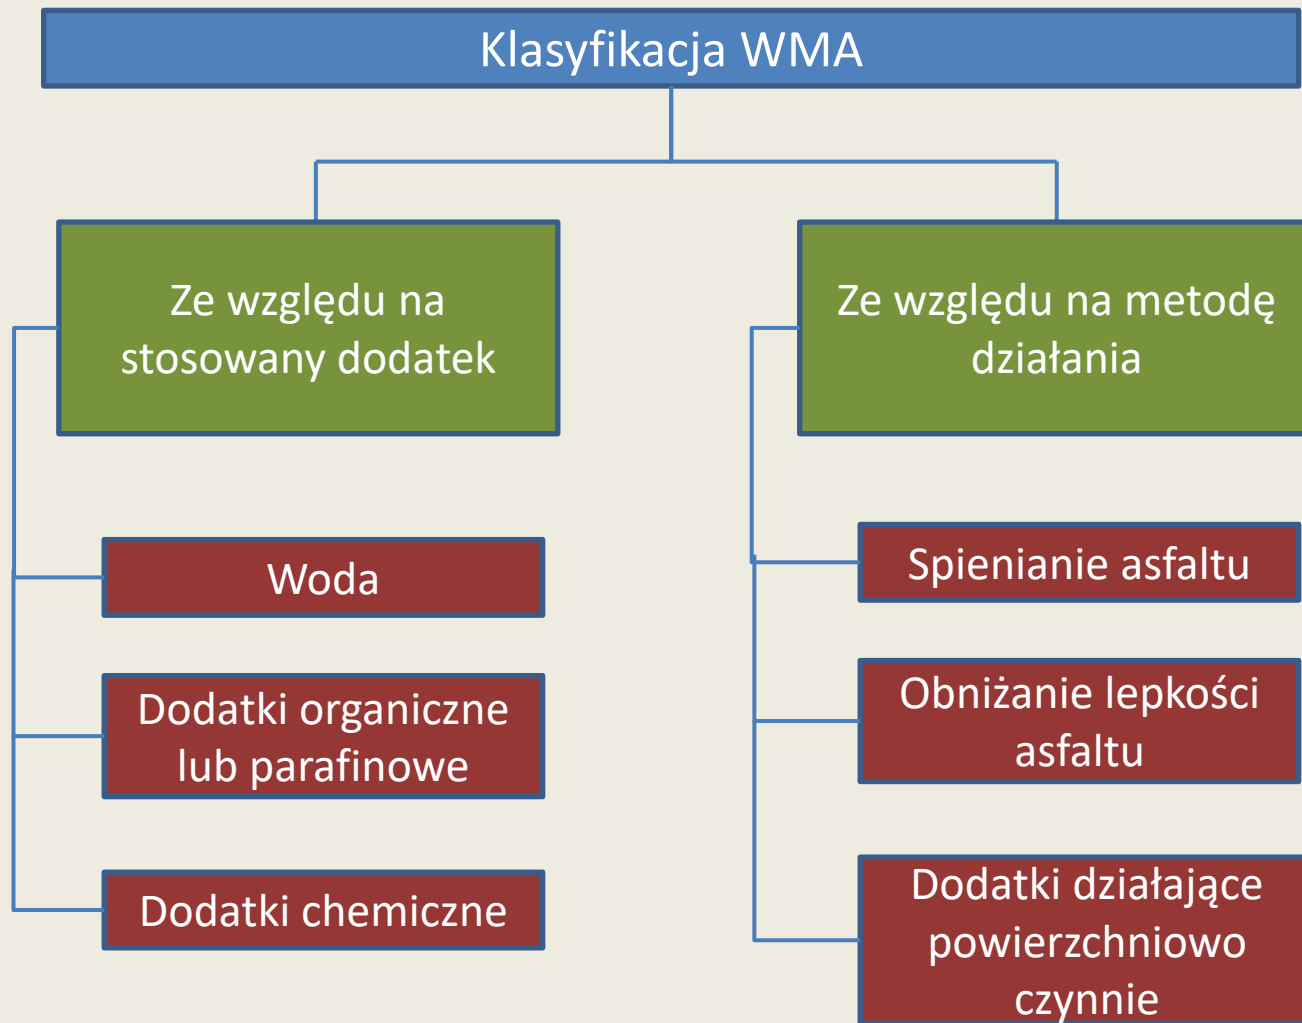 Klasyfikacja WMA
Ze względu na
stosowany dodatek
Woda
Dodatki organiczne
lub parafinowe
Dodatki chemiczne
Ze względu na metodę
działania
Spienianie asfaltu
Obniżanie lepkości
asfaltu
Dodatki działające
powierzchniowo
czynnie